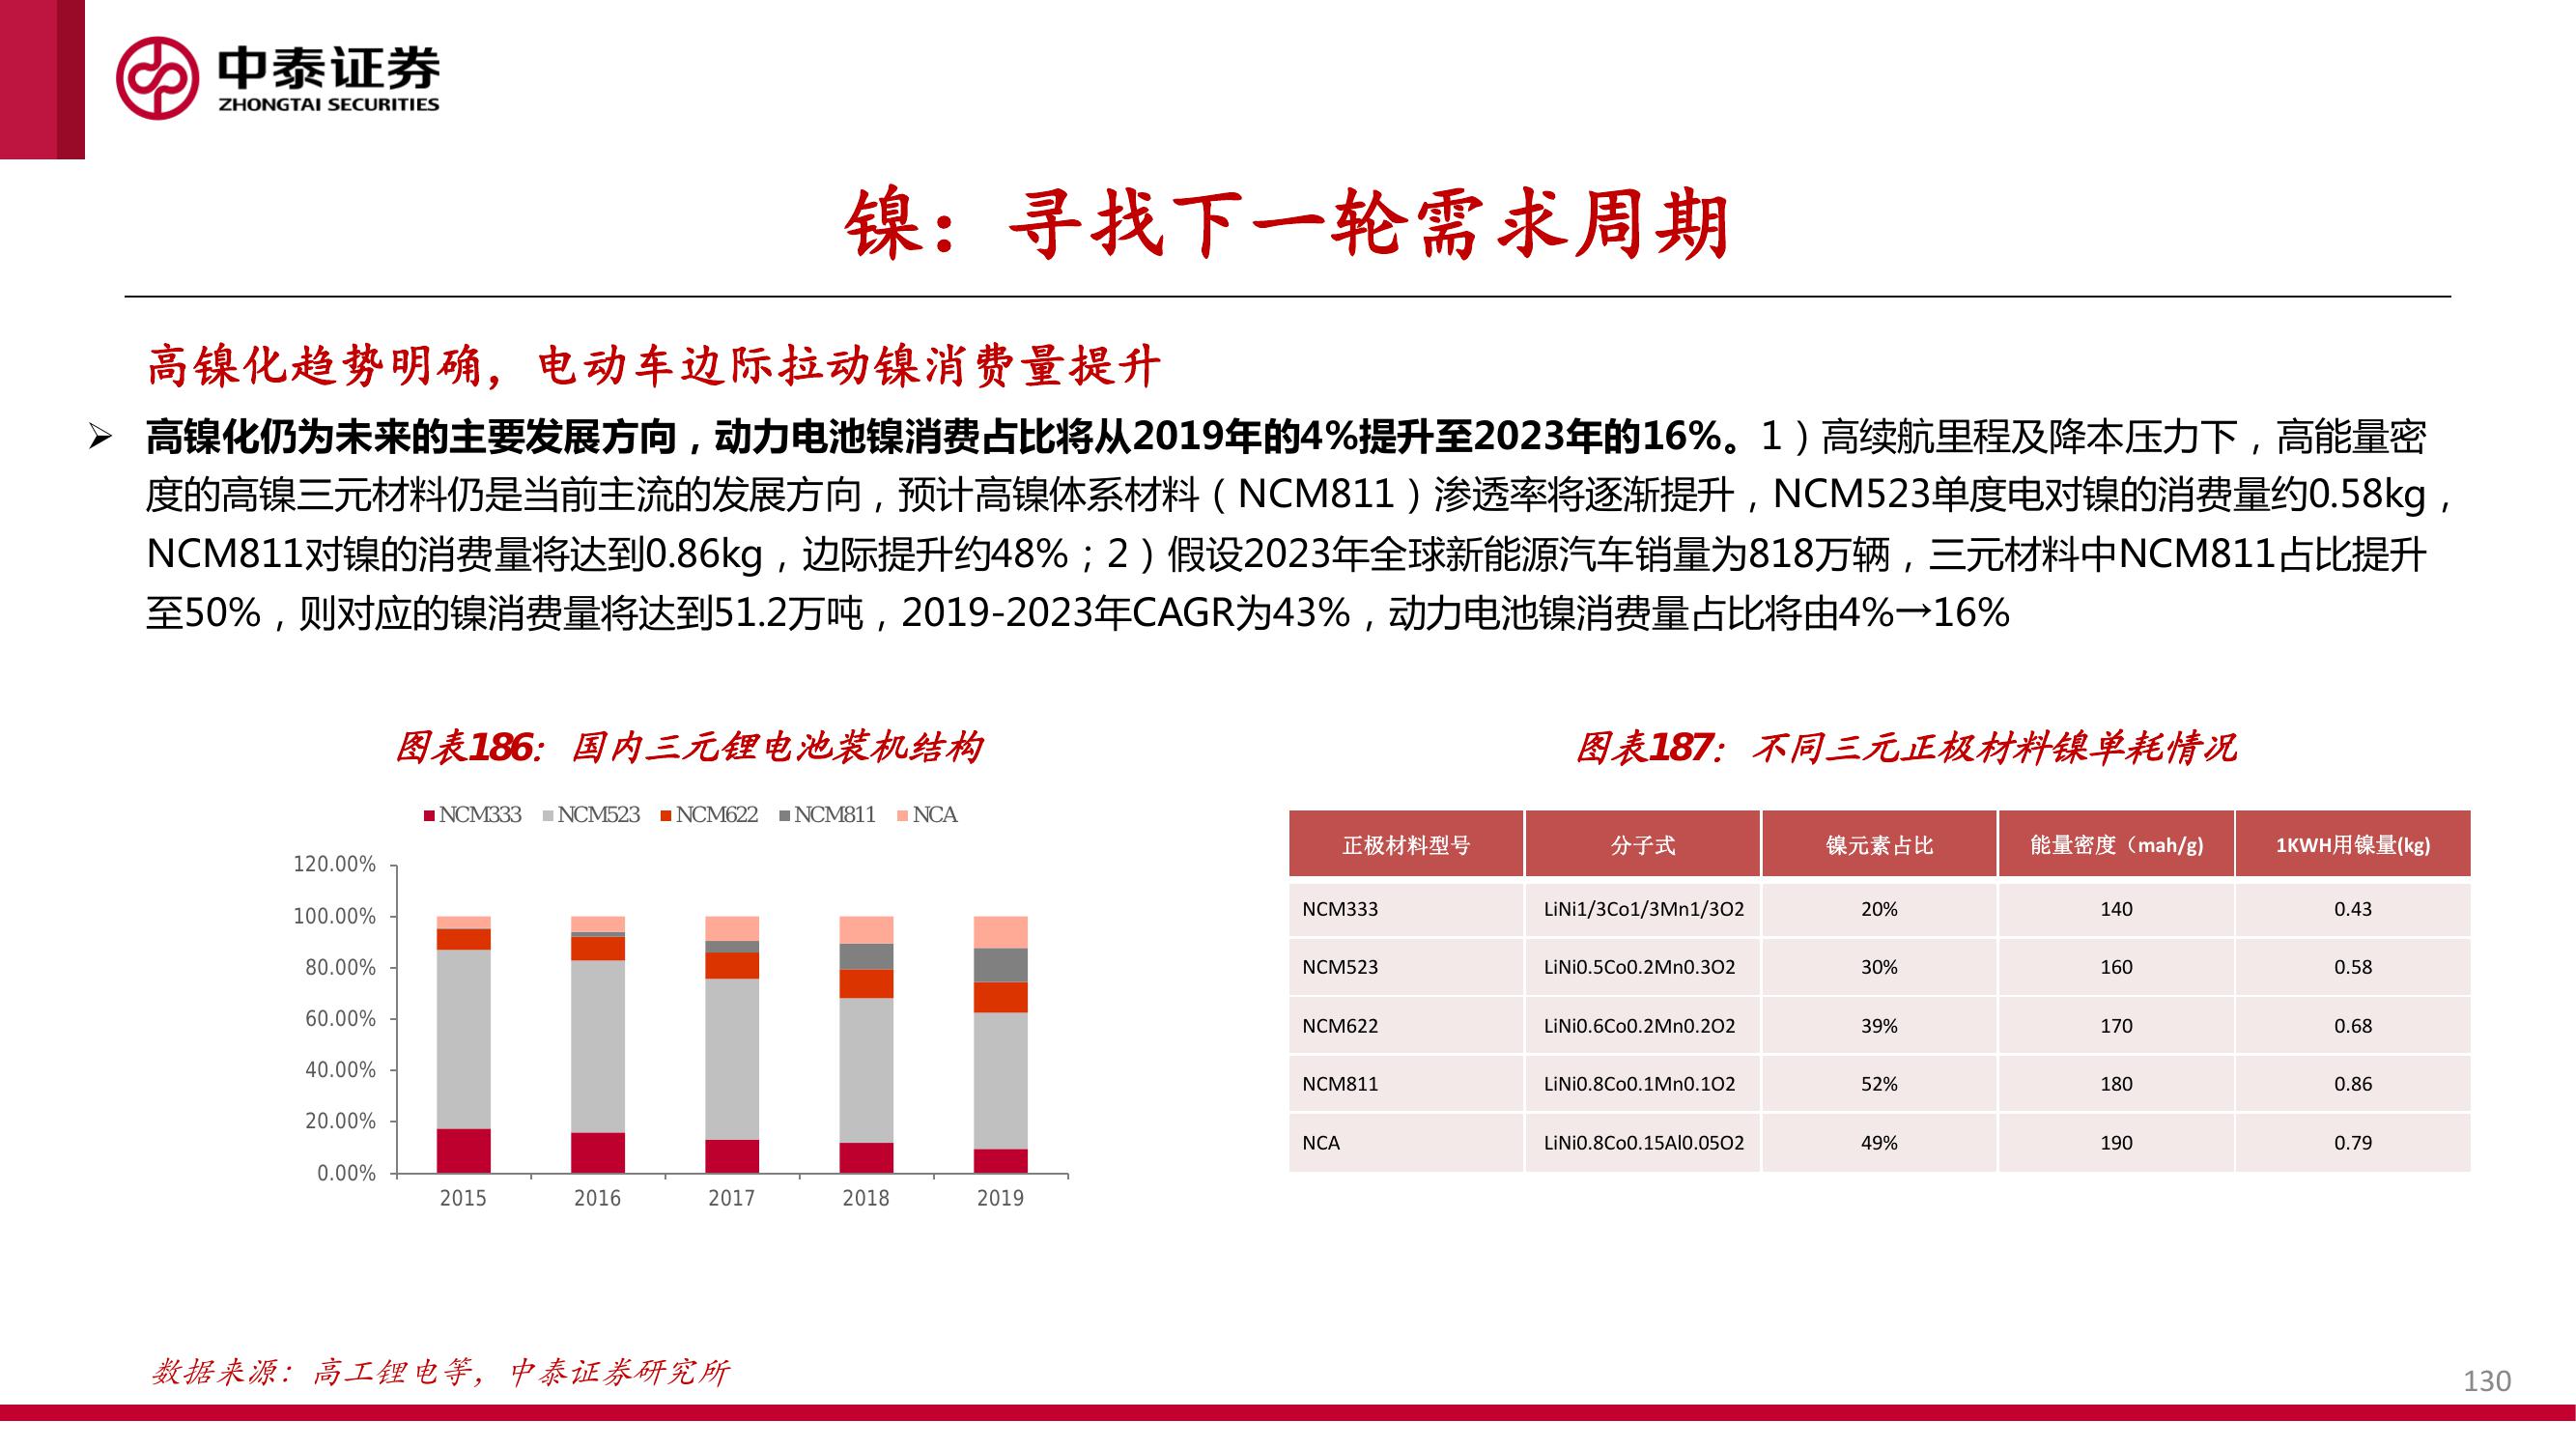 中泰证券
ZHONGTAI SECURITIES
镍：寻找下一轮需求周期
高镍化趋势明确，电动车边际拉动镍消费量提升
➢ 高镍化仍为未来的主要发展方向，动力电池镍消费占比将从2019年的4%提升至2023年的16%。1）高续航里程及降本压力下，高能量密
度的高镍三元材料仍是当前主流的发展方向，预计高镍体系材料（NCM811）渗透率将逐渐提升，NCM523单度电对镍的消费量约0.58kg，
NCM811对镍的消费量将达到0.86kg，边际提升约48%；2）假设2023年全球新能源汽车销量为818万辆，三元材料中NCM811占比提升
至50%，则对应的镍消费量将达到51.2万吨，2019-2023年CAGR为43%，动力电池镍消费量占比将由4%→16%
图表186：国内三元锂电池装机结构
NCM333 NCM523 NCM622 NCM811 NCA
120.00%
100.00%
80.00%
60.00%
40.00%
20.00%
0.00%
2015 2016 2017 2018 2019
图表187：不同三元正极材料镍单耗情况
正极材料型号 分子式 镍元素占比 能量密度（mah/g) 1KWH用镍量(kg)
NCM333 LiNi1/3Co1/3Mn1/3O2 20% 140 0.43
NCM523 LiNi0.5Co0.2Mn0.3O2 30% 160 0.58
NCM622 LiNi0.6Co0.2Mn0.2O2 39% 170 0.68
NCM811 LiNi0.8Co0.1Mn0.1O2 52% 180 0.86
NCA LiNi0.8Co0.15Al0.05O2 49% 190 0.79
数据来源：高工锂电等，中泰证券研究所
130